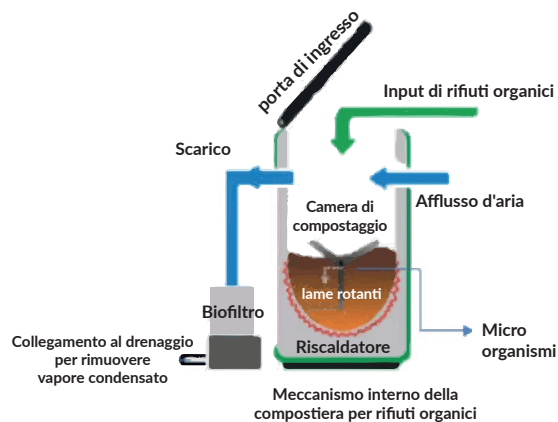 porta di ingresso
Input di rifiuti organici
Scarico
Afflusso d'aria
Camera di
compostaggio
lame rotanti
Biofiltro
Riscaldatore
Micro
organismi
Collegamento al drenaggio
per rimuovere
vapore condensato
Meccanismo interno della
compostiera per rifiuti organici